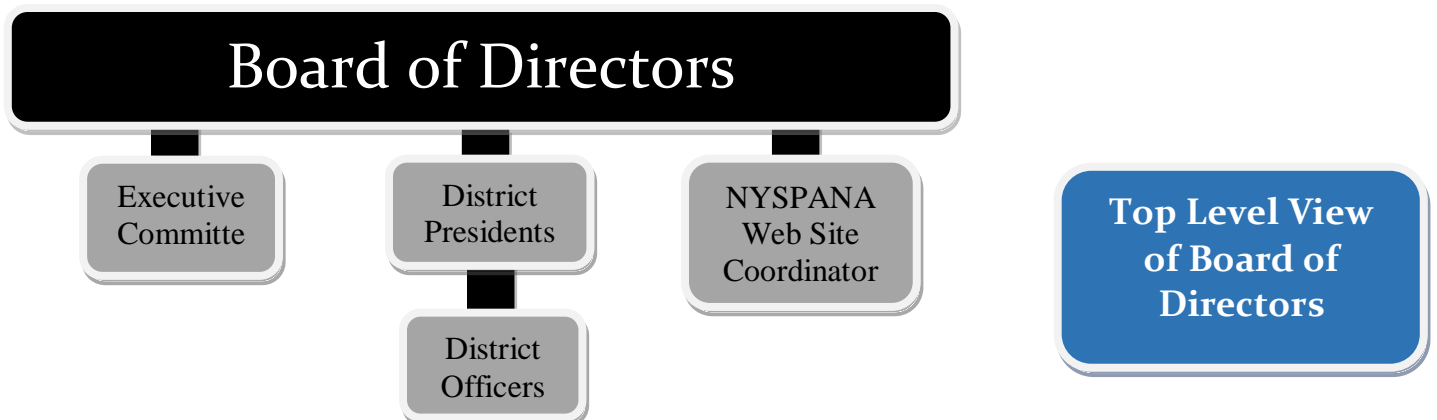 Board of Directors
Executive
Committe
District
Presidents
NYSPANA
Web Site
Coordinator
District
Officers
Top Level View
of Board of
Directors